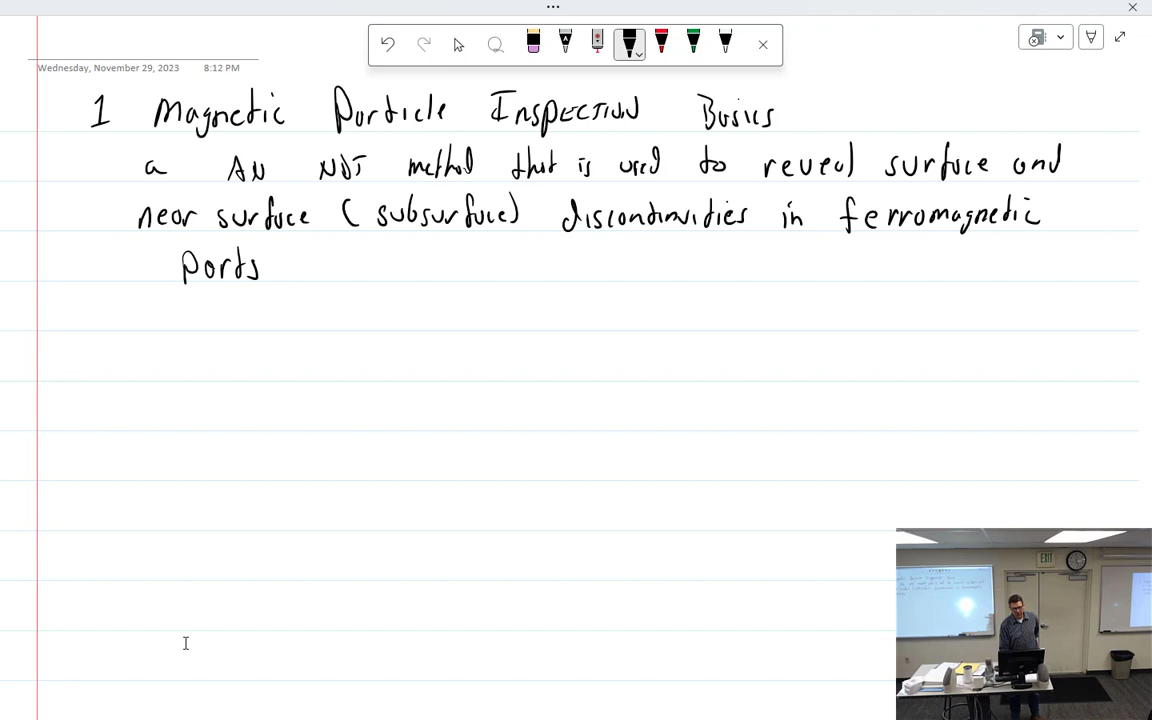 Wednesday, November 29, 2023 8:12 PM
1 Magnetic Particle Inspection Basics
a AN NDT method that is used to reveal surface and
near surface (subsurface) discontinuities in ferromagnetic
parts
EXIT